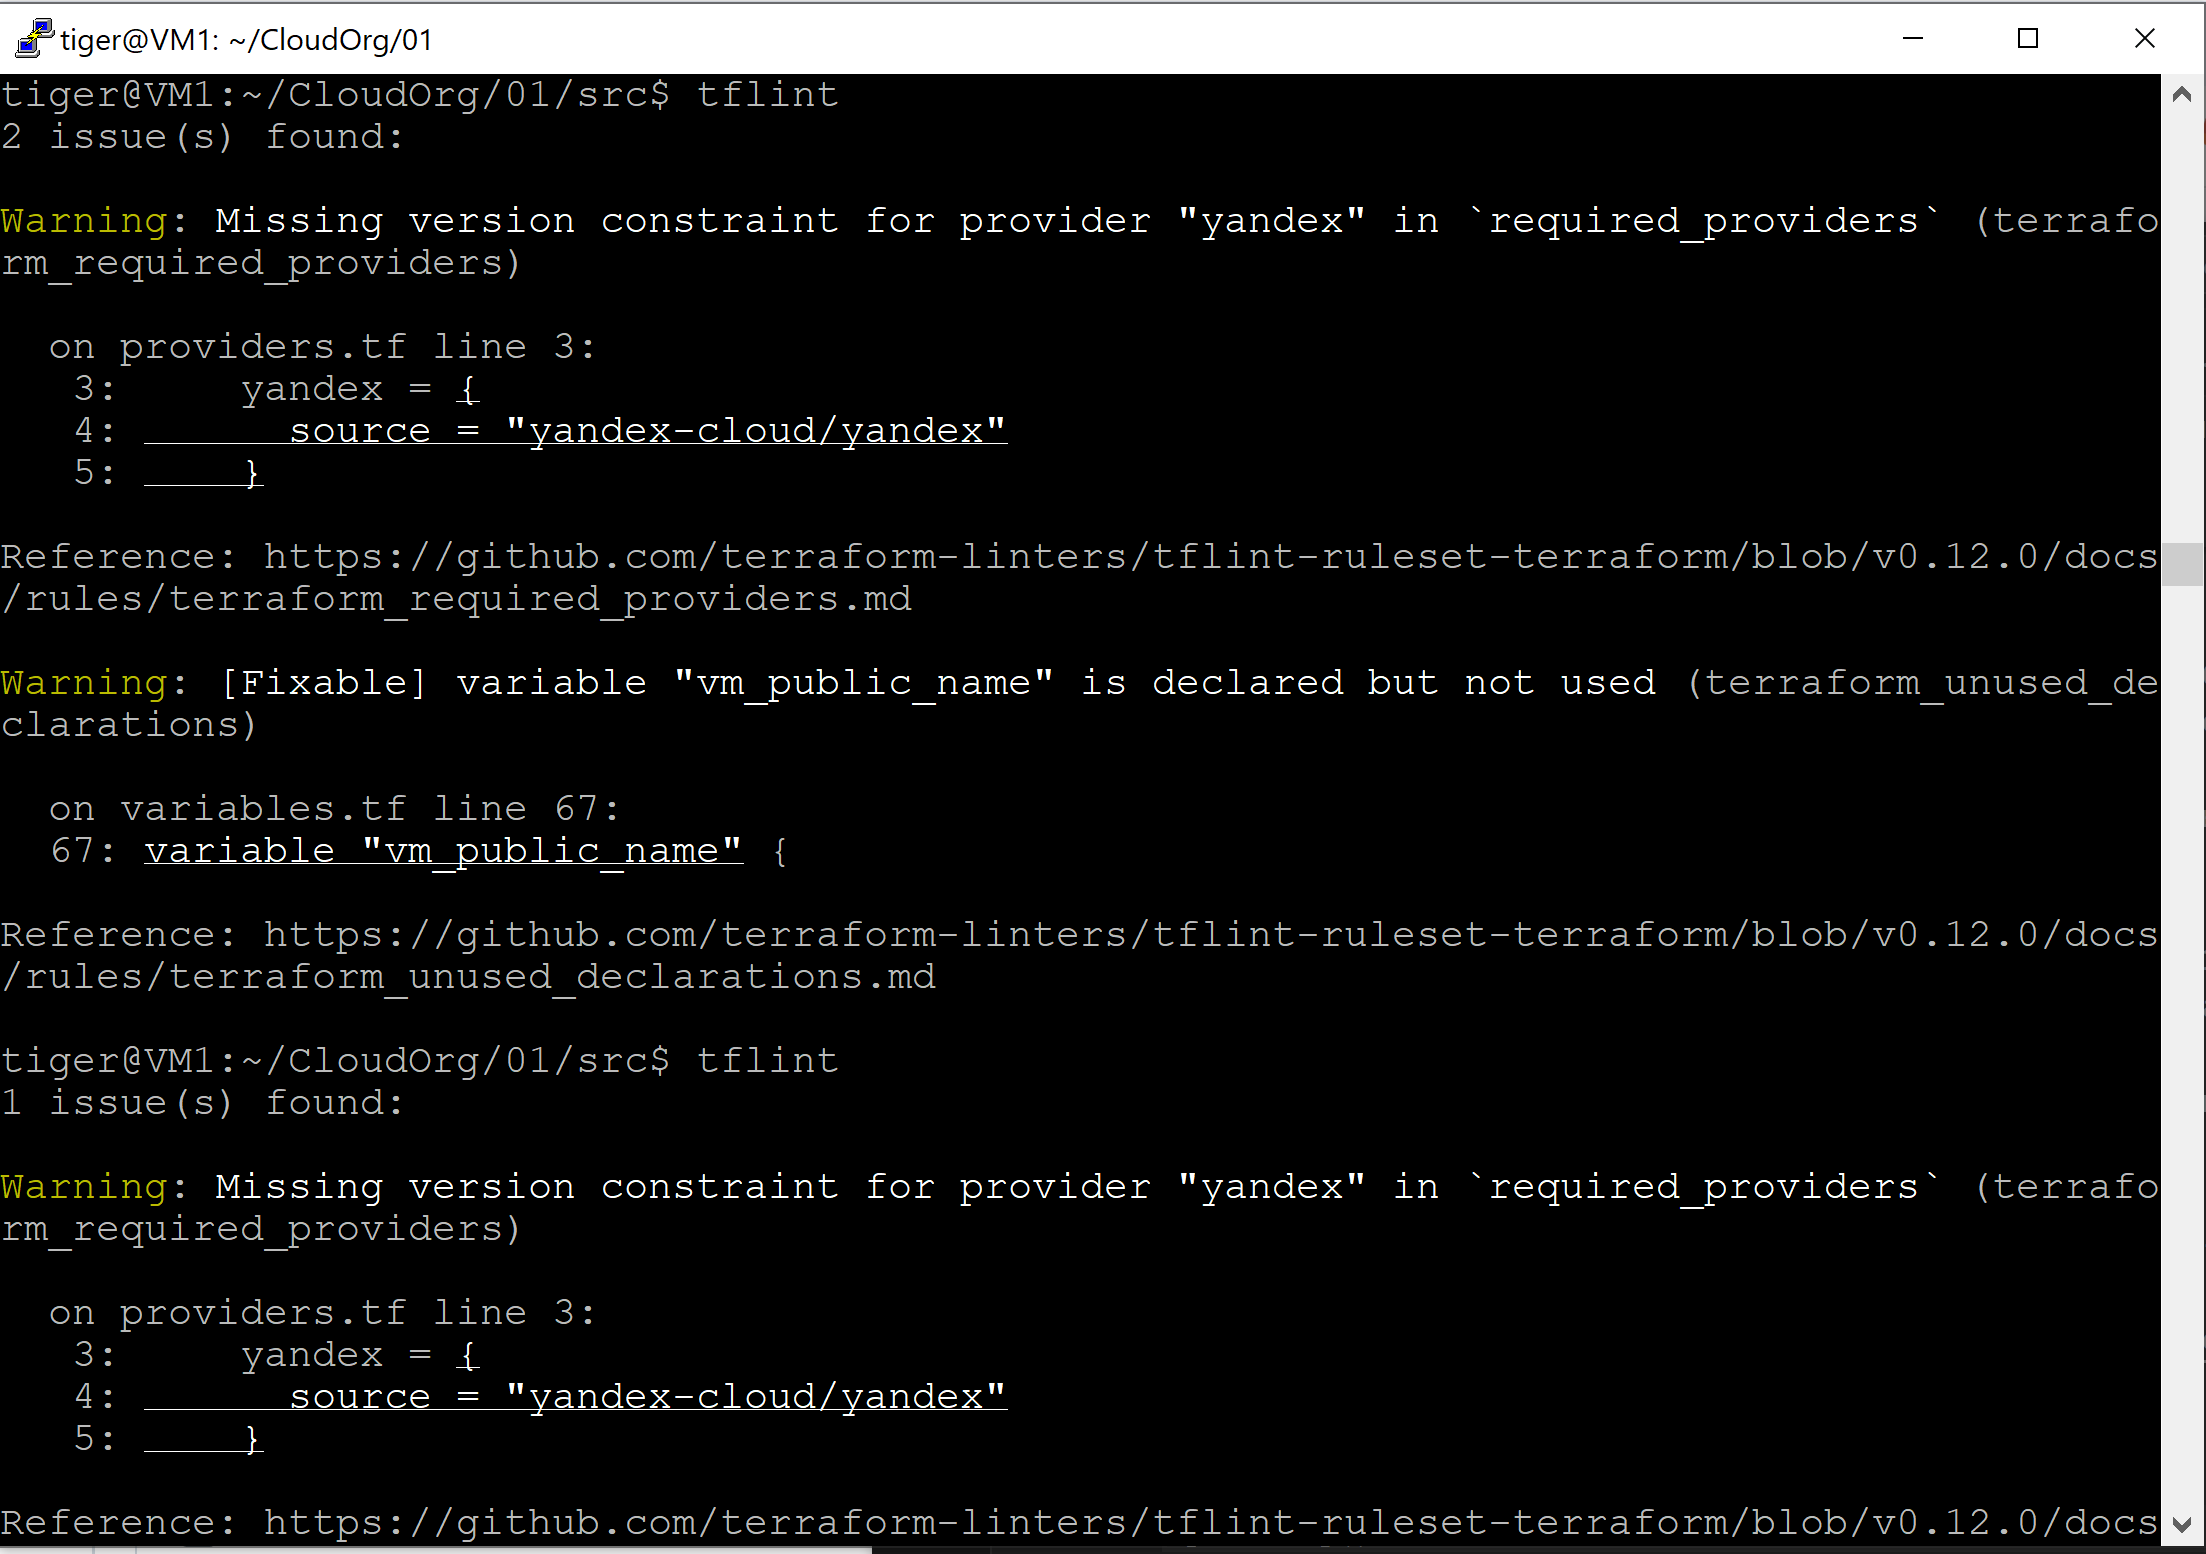 tiger@VM1: ~/CloudOrg/01
tiger@VM1:~/CloudOrg/01/src$ tflint
2 issue(s) found:
Warning: Missing version constraint for provider "yandex" in `required_providers` (terrafo
rm_required_providers)
  on providers.tf line 3:
   3:     yandex = {
   4:       source = "yandex-cloud/yandex"
   5:     }
Reference: https://github.com/terraform-linters/tflint-ruleset-terraform/blob/v0.12.0/docs
/rules/terraform_required_providers.md
Warning: [Fixable] variable "vm_public_name" is declared but not used (terraform_unused_de
clarations)
  on variables.tf line 67:
  67: variable "vm_public_name" {
Reference: https://github.com/terraform-linters/tflint-ruleset-terraform/blob/v0.12.0/docs
/rules/terraform_unused_declarations.md
tiger@VM1:~/CloudOrg/01/src$ tflint
1 issue(s) found:
Warning: Missing version constraint for provider "yandex" in `required_providers` (terrafo
rm_required_providers)
  on providers.tf line 3:
   3:     yandex = {
   4:       source = "yandex-cloud/yandex"
   5:     }
Reference: https://github.com/terraform-linters/tflint-ruleset-terraform/blob/v0.12.0/docs